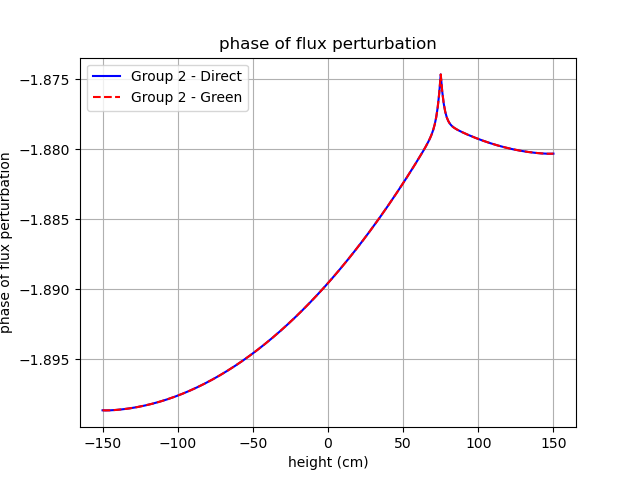 phase of flux perturbation
Group 2 - Direct
Group 2 - Green
phase of flux perturbation
−1.875
−1.880
−1.885
−1.890
−1.895
−150
−100
−50
0
50
100
150
height (cm)